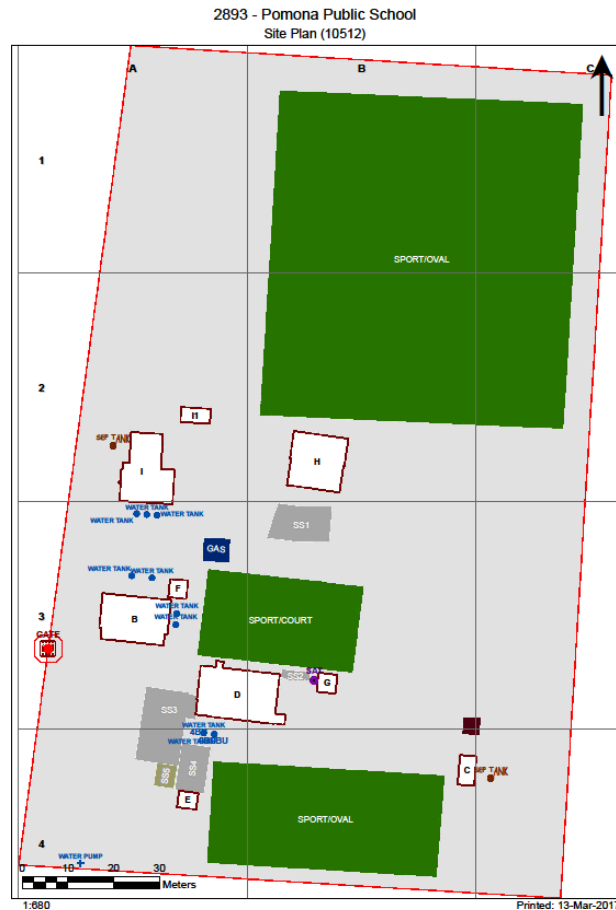 2893 - Pomona Public School
Site Plan (10512)
A
B
C
1
SPORT/OVAL
2
I1
SEP TANK
I
H
WATER TANK
WATER TANK
WATER TANK
SS1
GAS
WATER TANK
WATER TANK
F
3
B
WATER TANK
WATER TANK
SPORT/COURT
GATE
SAT
SS2
G
D
SS3
WATER TANK
WATER TANK
SS4
SS5
C
SEP TANK
E
SPORT/OVAL
4
WATER PUMP
0 10 20 30
Meters
1:680
Printed: 13-Mar-201